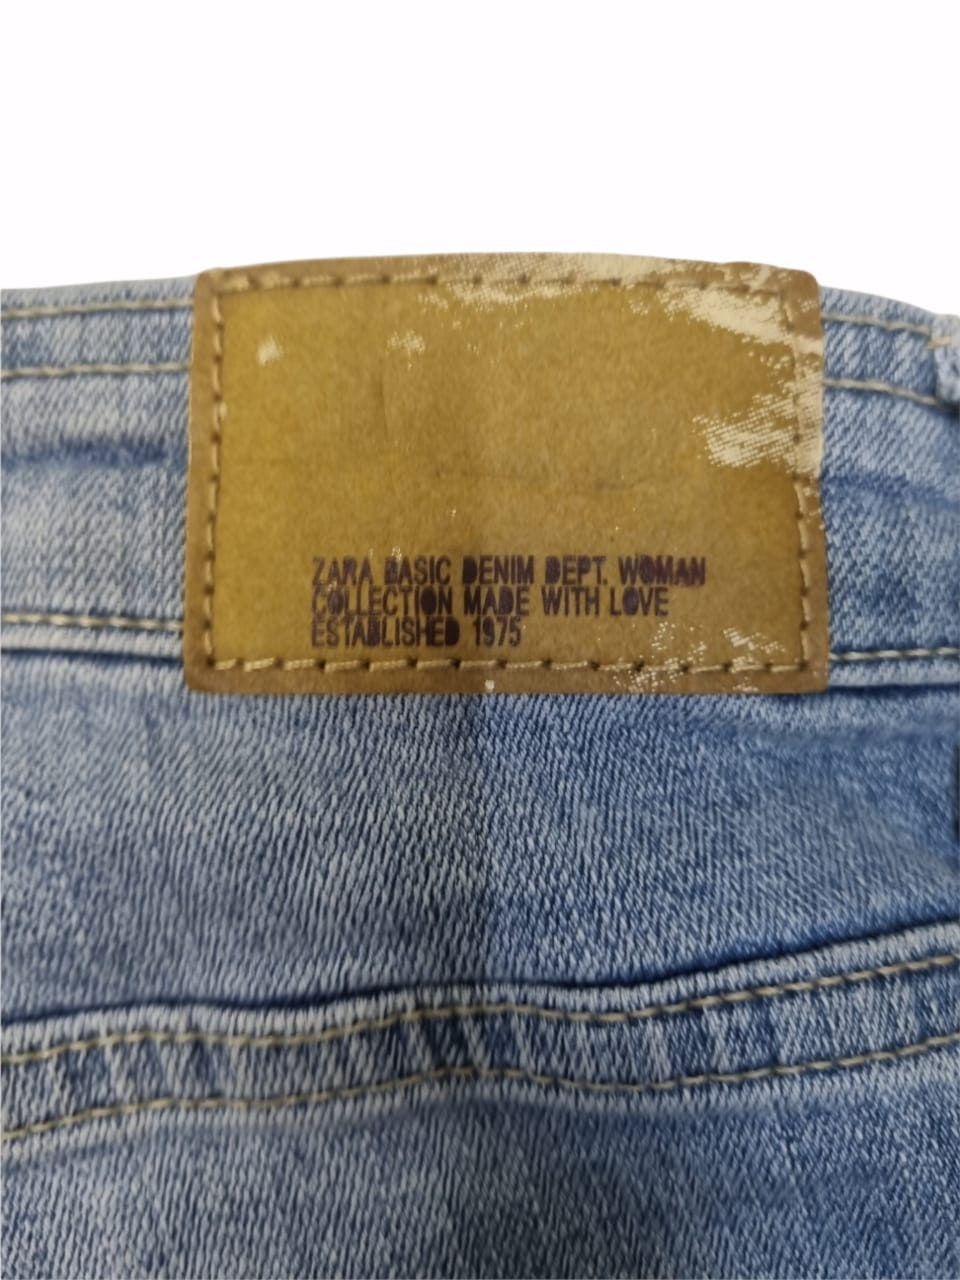 ZARA BASIC DENIM DEPT. WOMAN
COLLECTION MADE WITH LOVE
ESTABLISHED 1975